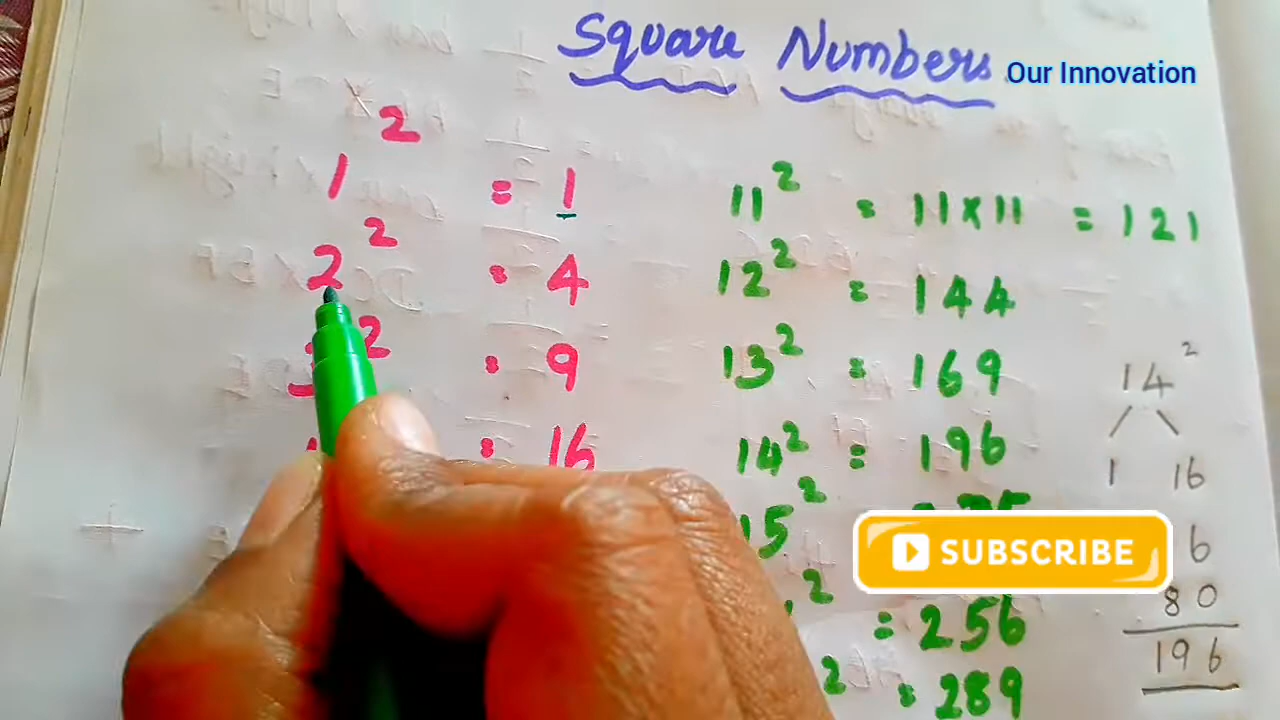 Square Numbers
Our Innovation
1² = 1
2² = 4
3² = 9
= 16
11² = 11×11 = 121
12² = 144
13² = 169
14² = 196
15²
² = 256
² = 289
SUBSCRIBE
14²
1 16
6
80
196